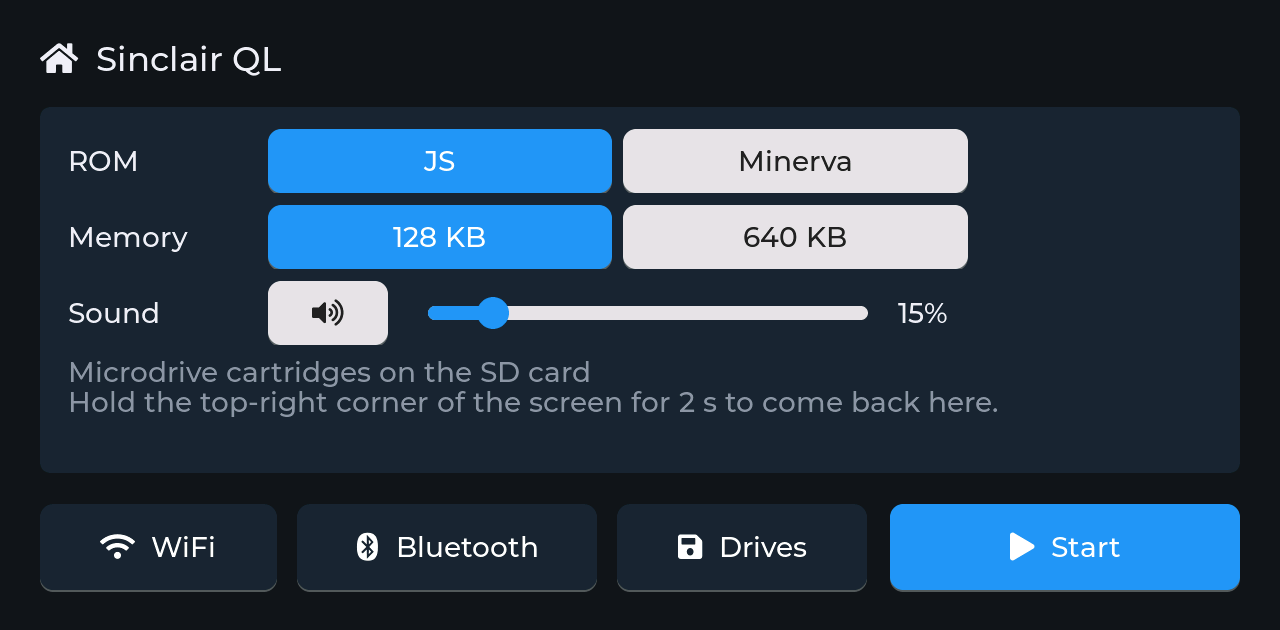 Sinclair QL
ROM JS Minerva
Memory 128 KB 640 KB
Sound 15%
Microdrive cartridges on the SD card
Hold the top-right corner of the screen for 2 s to come back here.
WiFi Bluetooth Drives Start